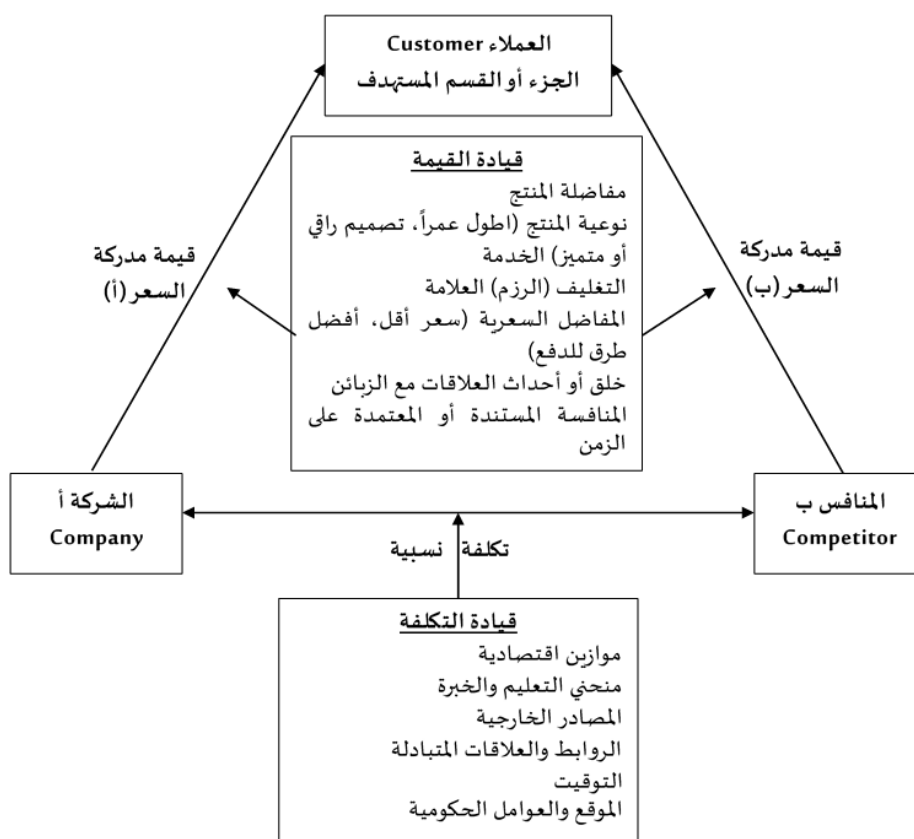 العملاء Customer
الجزء أو القسم المستهدف
قيادة القيمة
مفاضلة المنتج
نوعية المنتج (اطول عمراً، تصميم راقي
أو متميز) الخدمة
التغليف (الرزم) العلامة
المفاضل السعرية (سعر أقل، أفضل
طرق للدفع)
خلق أو أحداث العلاقات مع الزبائن
المنافسة المستندة أو المعتمدة على
الزمن
قيمة مدركة
السعر (ب)
قيمة مدركة
السعر (أ)
المنافس ب
Competitor
الشركة أ
Company
تكلفة نسبية
قيادة التكلفة
موازين اقتصادية
منحني التعليم والخبرة
المصادر الخارجية
الروابط والعلاقات المتبادلة
التوقيت
الموقع والعوامل الحكومية